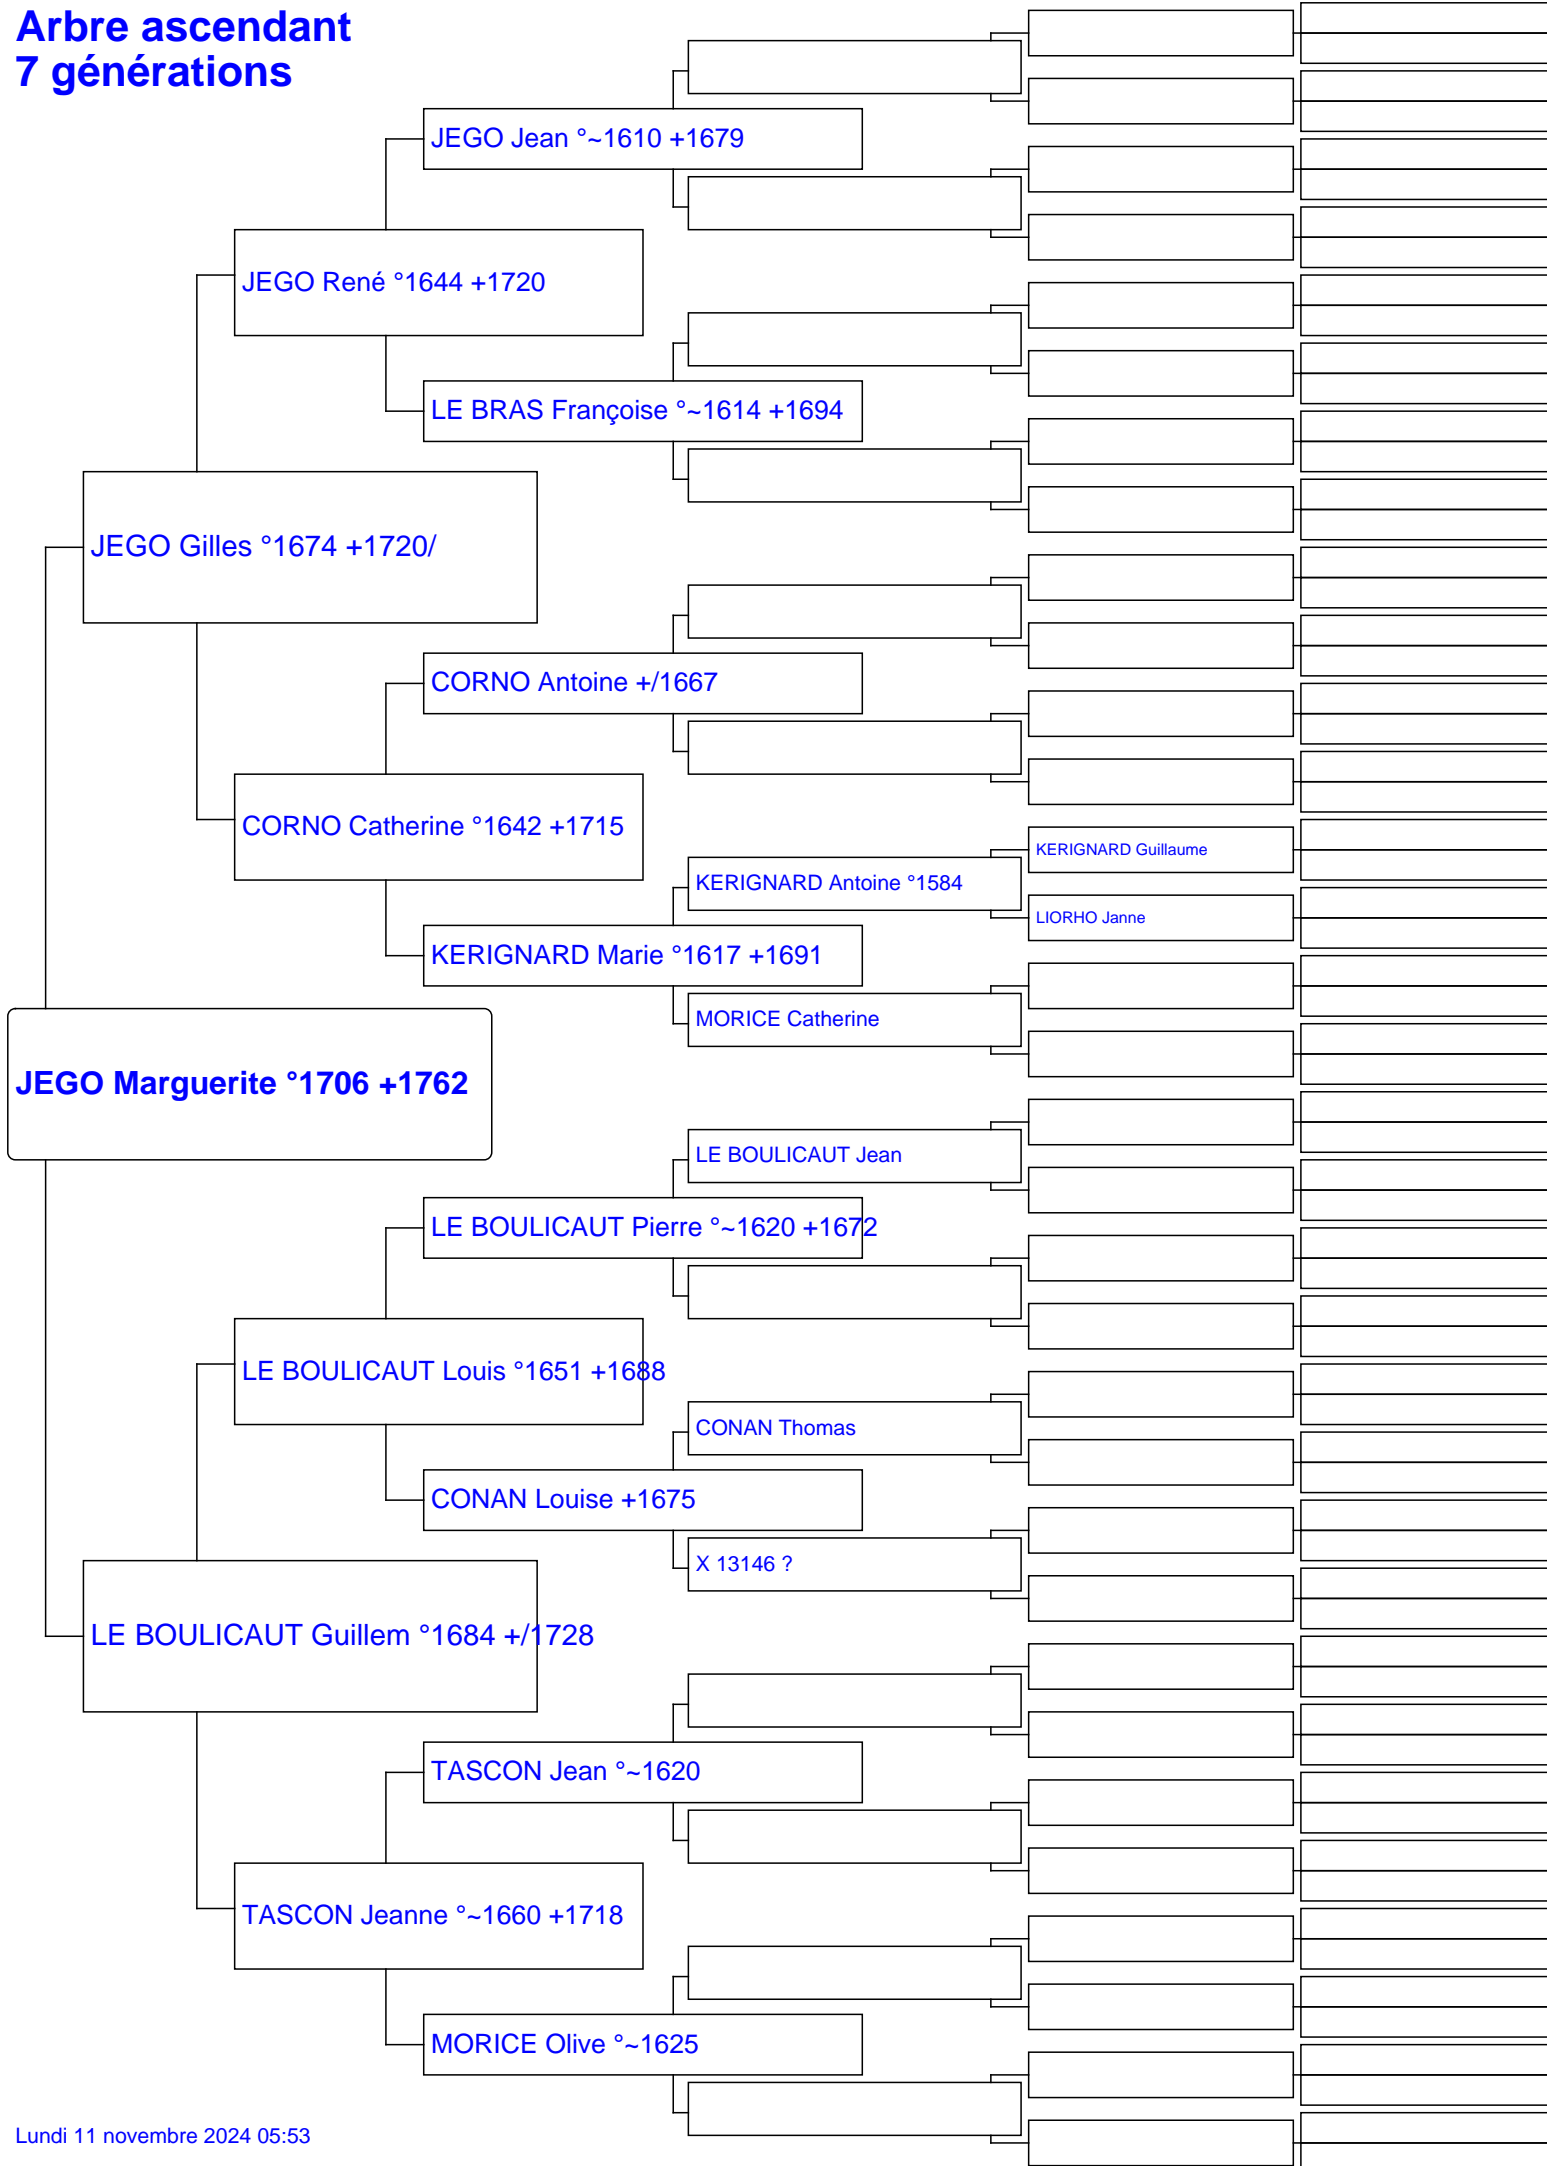 Arbre ascendant
7 générations
JEGO Jean °~1610 +1679
JEGO René °1644 +1720
LE BRAS Françoise °~1614 +1694
JEGO Gilles °1674 +1720/
CORNO Antoine +/1667
CORNO Catherine °1642 +1715
KERIGNARD Guillaume
KERIGNARD Antoine °1584
LIORHO Janne
KERIGNARD Marie °1617 +1691
MORICE Catherine
JEGO Marguerite °1706 +1762
LE BOULICAUT Jean
LE BOULICAUT Pierre °~1620 +1672
LE BOULICAUT Louis °1651 +1688
CONAN Thomas
CONAN Louise +1675
X 13146 ?
LE BOULICAUT Guillem °1684 +/1728
TASCON Jean °~1620
TASCON Jeanne °~1660 +1718
MORICE Olive °~1625
Lundi 11 novembre 2024 05:53